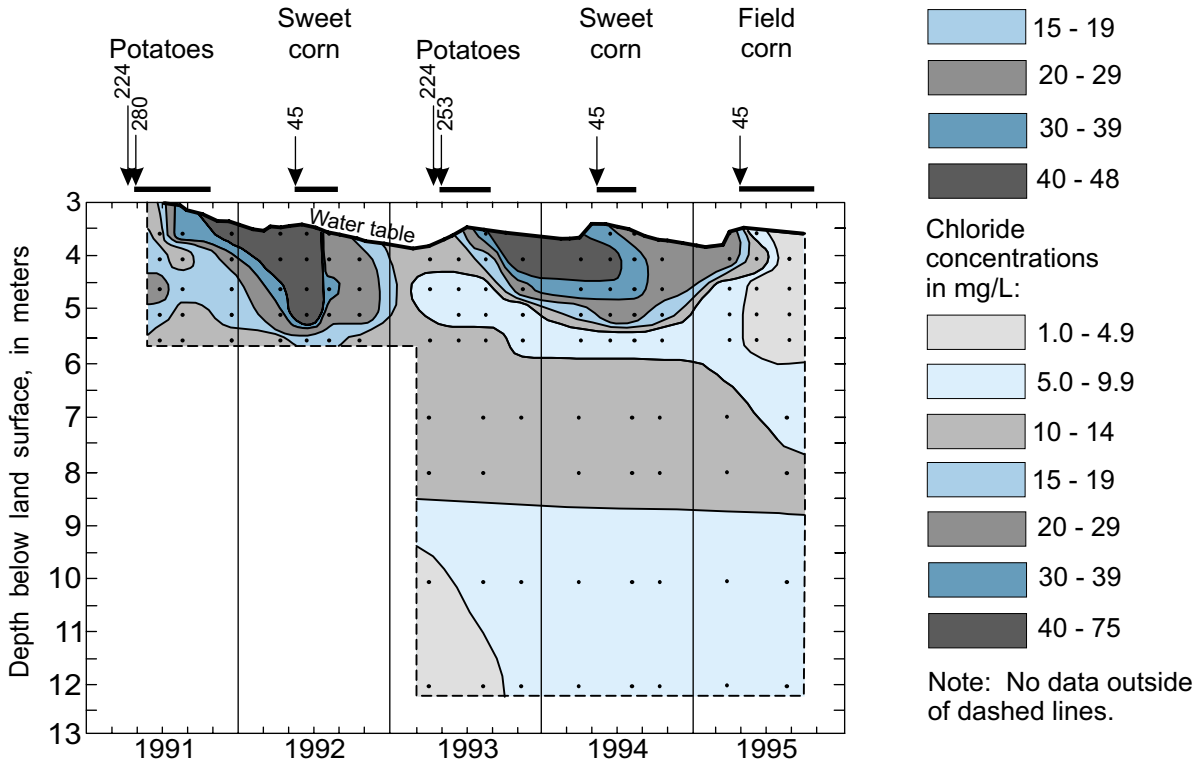 Potatoes
Sweet
corn
Potatoes
Sweet
corn
Field
corn
224
280
45
224
253
45
45
Water table
Depth below land surface, in meters
3
4
5
6
7
8
9
10
11
12
13
1991
1992
1993
1994
1995
15 - 19
20 - 29
30 - 39
40 - 48
Chloride
concentrations
in mg/L:
1.0 - 4.9
5.0 - 9.9
10 - 14
15 - 19
20 - 29
30 - 39
40 - 75
Note: No data outside
of dashed lines.